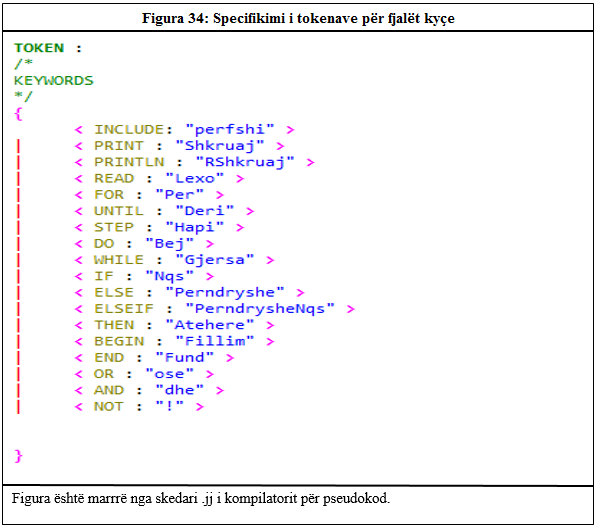 Figura 34: Specifikimi i tokenave për fjalët kyçe
TOKEN :
/*
KEYWORDS
*/
{
< INCLUDE: "perfshi" >
| < PRINT : "Shkruaj" >
| < PRINTLN : "RShkruaj" >
| < READ : "Lexo" >
| < FOR : "Per" >
| < UNTIL : "Deri" >
| < STEP : "Hapi" >
| < DO : "Bej" >
| < WHILE : "Gjersa" >
| < IF : "Nqs" >
| < ELSE : "Perndryshe" >
| < ELSEIF : "PerndrysheNqs" >
| < THEN : "Atehere" >
| < BEGIN : "Fillim" >
| < END : "Fund" >
| < OR : "ose" >
| < AND : "dhe" >
| < NOT : "!" >
}
Figura është marrrë nga skedari .jj i kompilatorit për pseudokod.